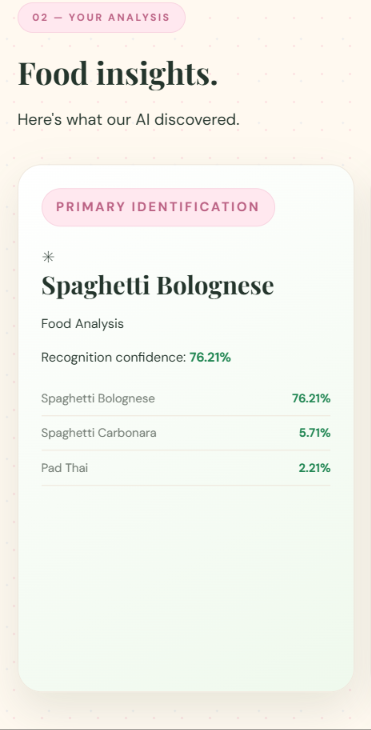 02 — YOUR ANALYSIS
Food insights.
Here's what our AI discovered.
PRIMARY IDENTIFICATION
Spaghetti Bolognese
Food Analysis
Recognition confidence: 76.21%
Spaghetti Bolognese 76.21%
Spaghetti Carbonara 5.71%
Pad Thai 2.21%